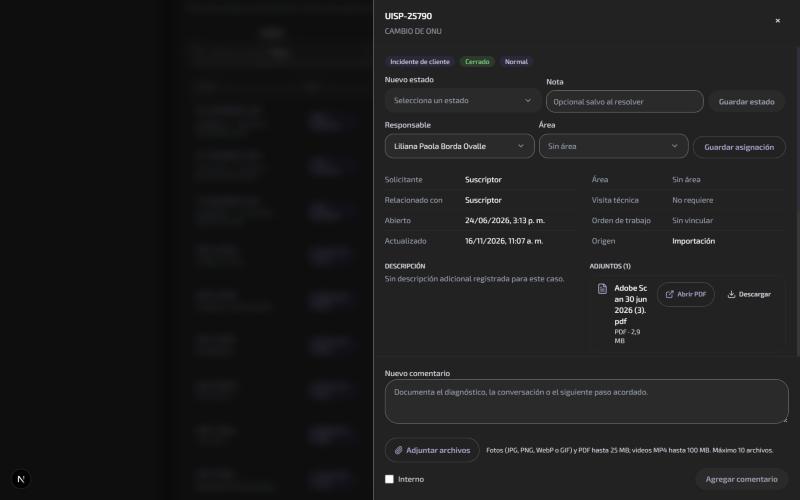 UISP-25790
×
CAMBIO DE ONU
Incidente de cliente Cerrado Normal
Nuevo estado Nota
Selecciona un estado Opcional salvo al resolver Guardar estado
Responsable Área
Liliana Paola Borda Ovalle Sin área Guardar asignación
Solicitante Suscriptor Área Sin área
Relacionado con Suscriptor Visita técnica No requiere
Abierto 24/06/2026, 3:13 p. m. Orden de trabajo Sin vincular
Actualizado 16/11/2026, 11:07 a. m. Origen Importación
DESCRIPCIÓN ADJUNTOS (1)
Sin descripción adicional registrada para este caso.
Adobe Sc
an 30 jun
2026 (3).
pdf
PDF · 2,9
MB
Abrir PDF Descargar
Nuevo comentario
Documenta el diagnóstico, la conversación o el siguiente paso acordado.
Adjuntar archivos Fotos (JPG, PNG, WebP o GIF) y PDF hasta 25 MB; videos MP4 hasta 100 MB. Máximo 10 archivos.
N Interno Agregar comentario